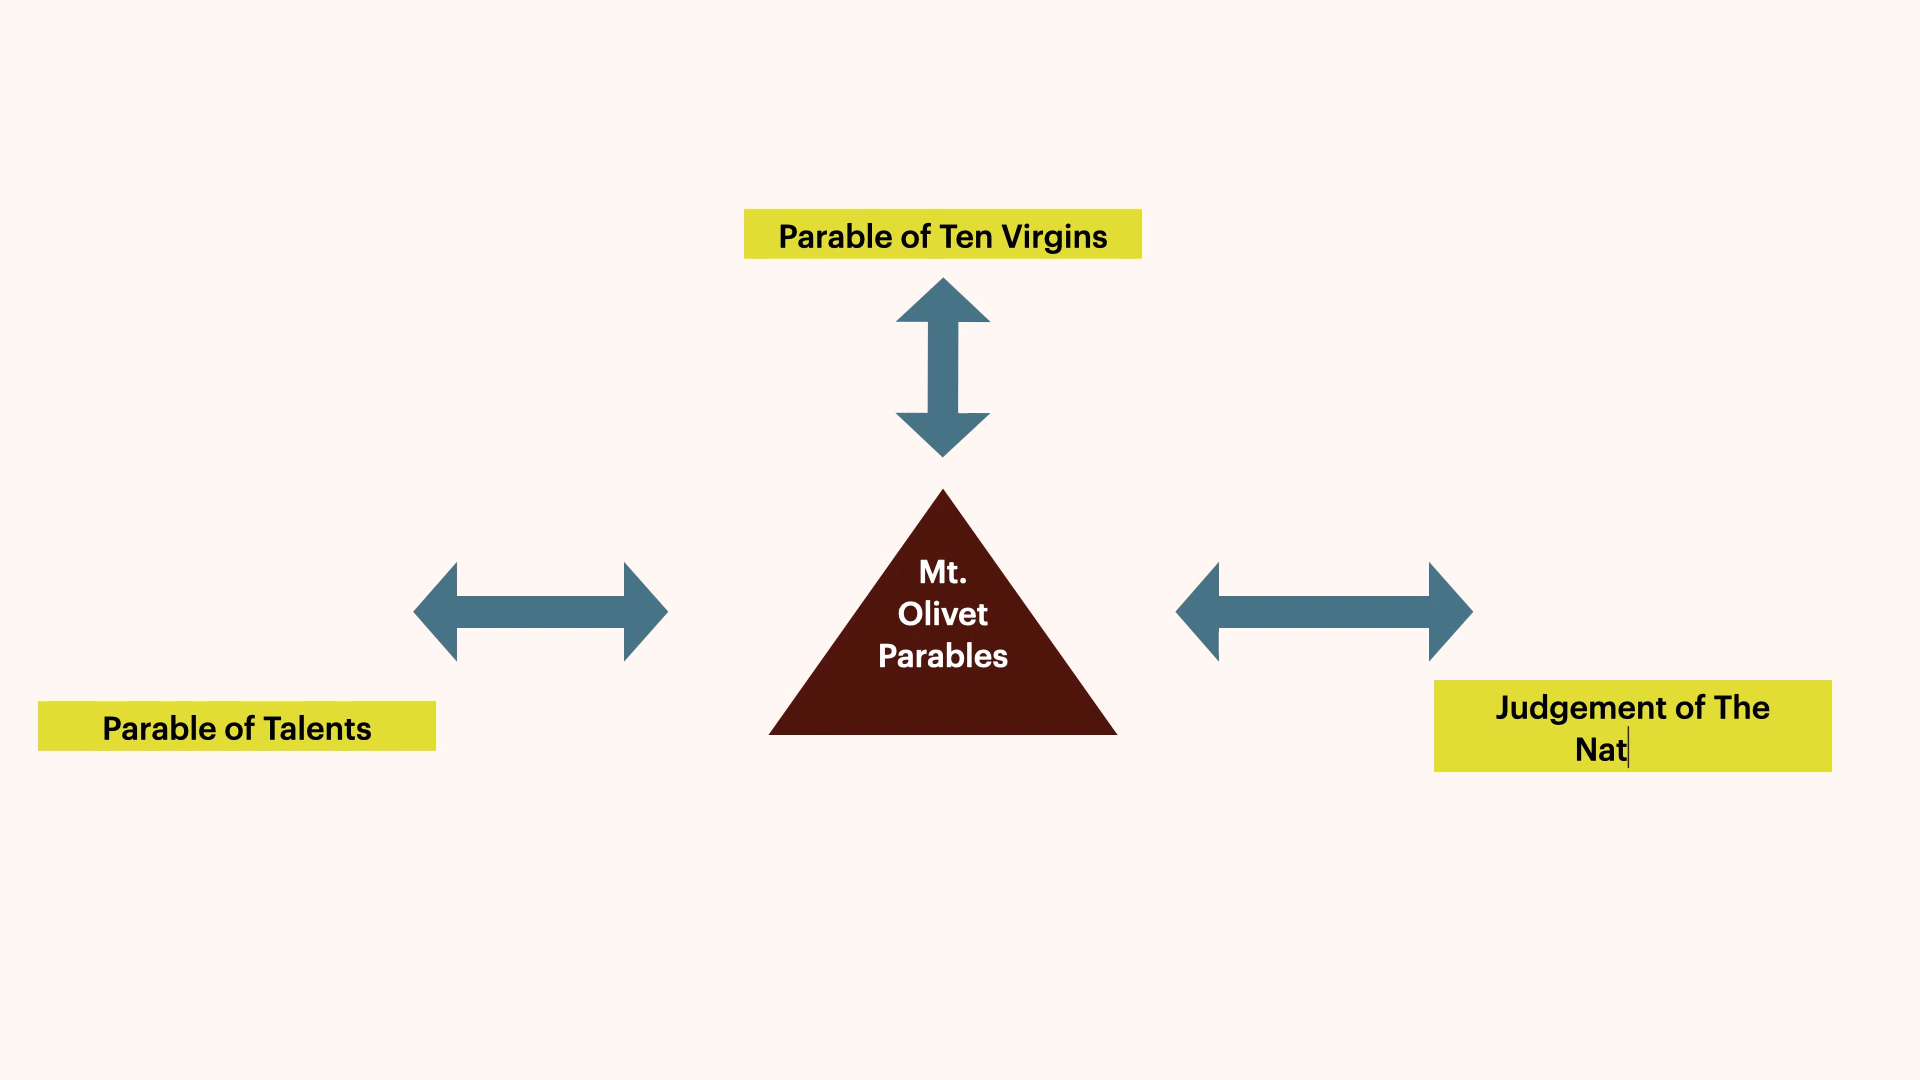 Parable of Ten Virgins
Mt.
Olivet
Parables
Parable of Talents
Judgement of The
Nat